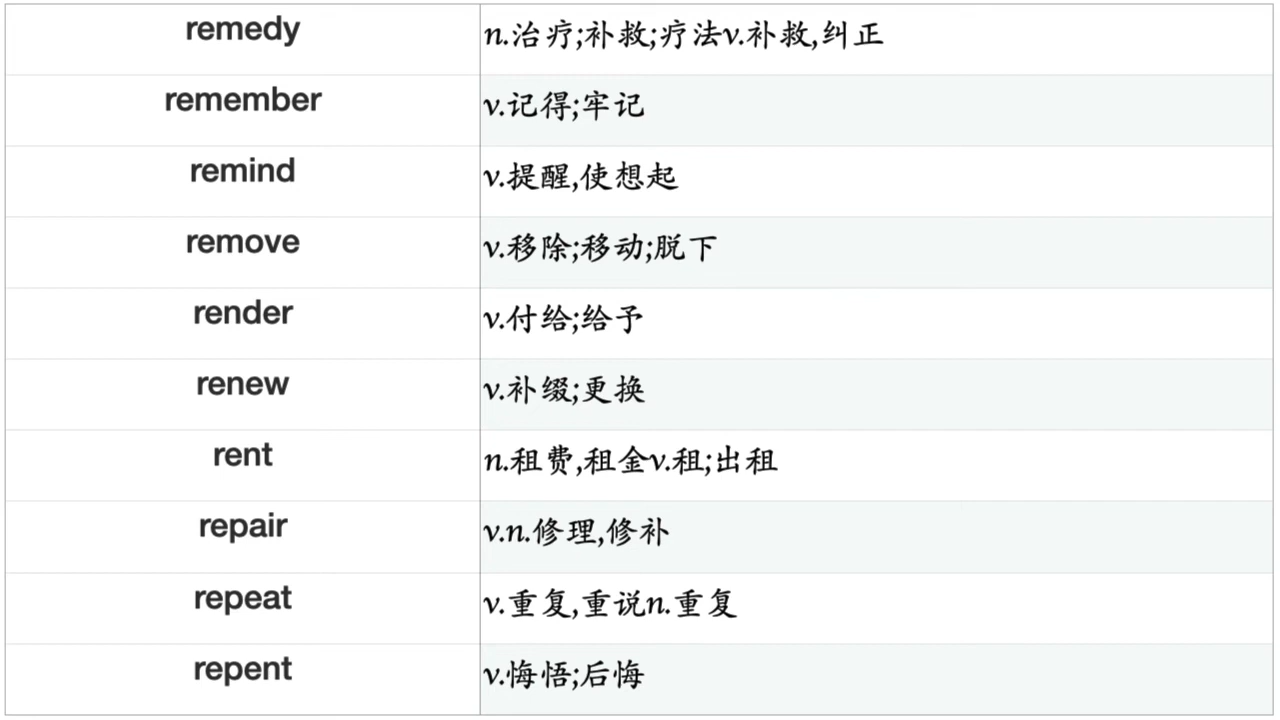 remedy n.治疗;补救;疗法v.补救,纠正
remember v.记得;牢记
remind v.提醒,使想起
remove v.移除;移动;脱下
render v.付给;给予
renew v.补缀;更换
rent n.租费,租金v.租;出租
repair v.n.修理,修补
repeat v.重复,重说n.重复
repent v.悔悟;后悔